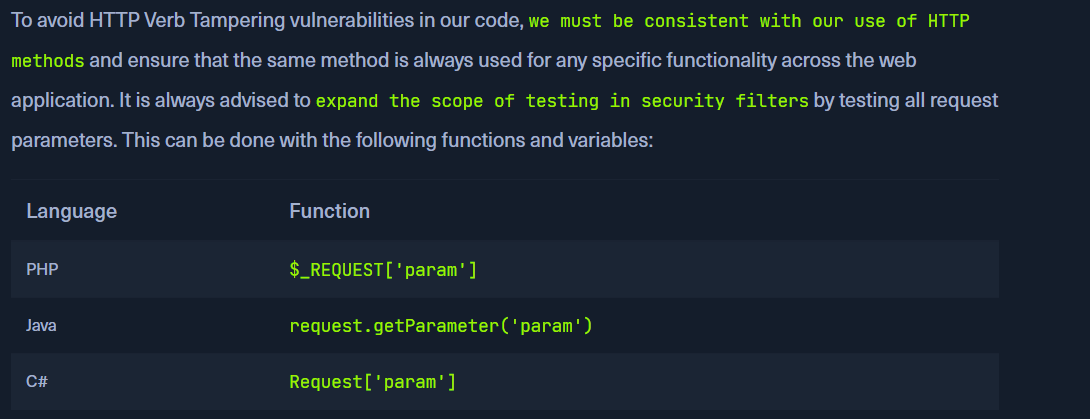 To avoid HTTP Verb Tampering vulnerabilities in our code, we must be consistent with our use of HTTP
methods and ensure that the same method is always used for any specific functionality across the web
application. It is always advised to expand the scope of testing in security filters by testing all request
parameters. This can be done with the following functions and variables:
Language Function
PHP $_REQUEST['param']
Java request.getParameter('param')
C# Request['param']